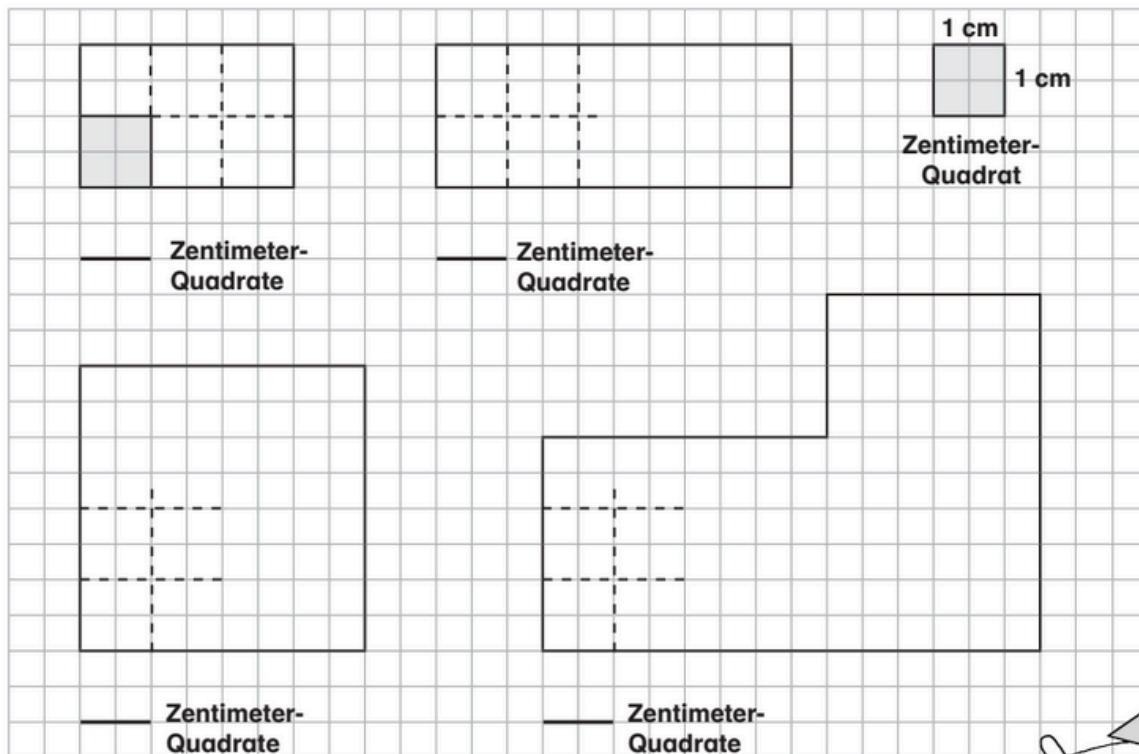 1 cm
1 cm
Zentimeter-
Quadrat
Zentimeter-
Quadrate
Zentimeter-
Quadrate
Zentimeter-
Quadrate
Zentimeter-
Quadrate